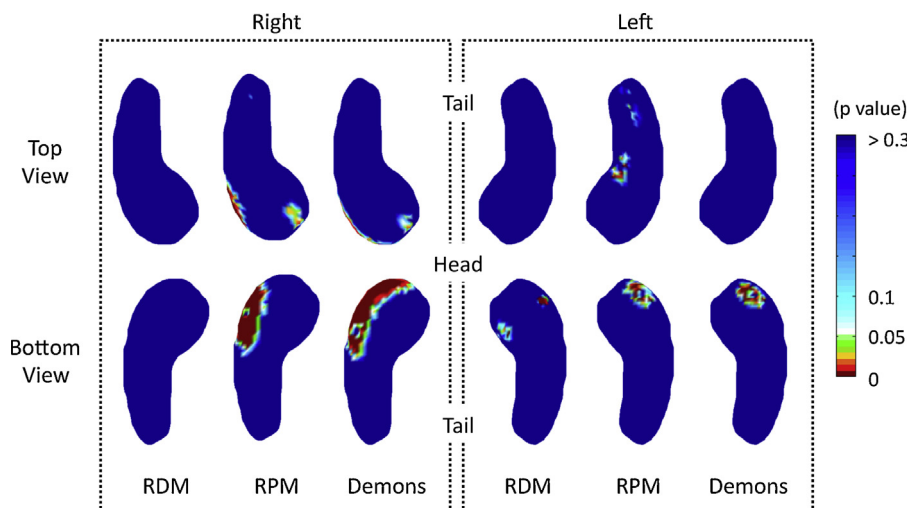 Right
Left
Tail
(p value)
> 0.3
Top
View
Head
0.1
0.05
0
Bottom
View
Tail
RDM
RPM
Demons
RDM
RPM
Demons